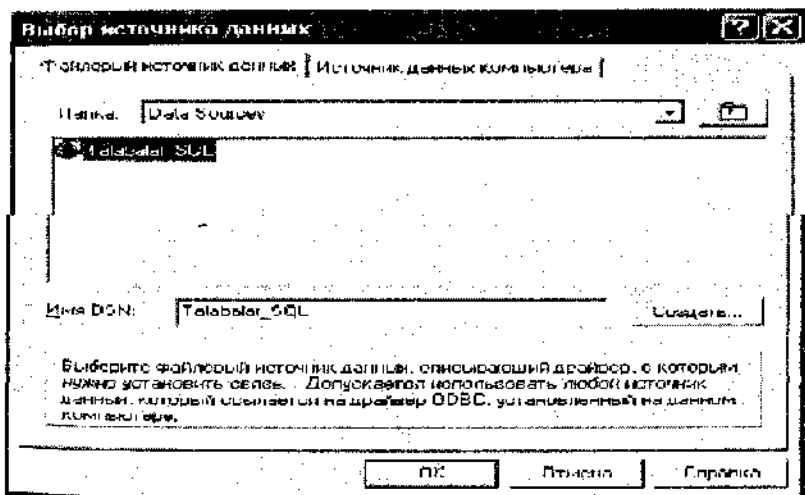 Выбор источника данных
Файловый источник данных Источник данных компьютера
Папка: Data Sources
Talabalar_SQL
Имя DSN: Talabalar_SQL Создать...
Выберите файловый источник данных, описывающий драйвер, с которым
нужно установить связь. Допускается использовать любой источник
данных, который ссылается на драйвер ODBC, установленный на данном
компьютере.
ОК Отмена Справка